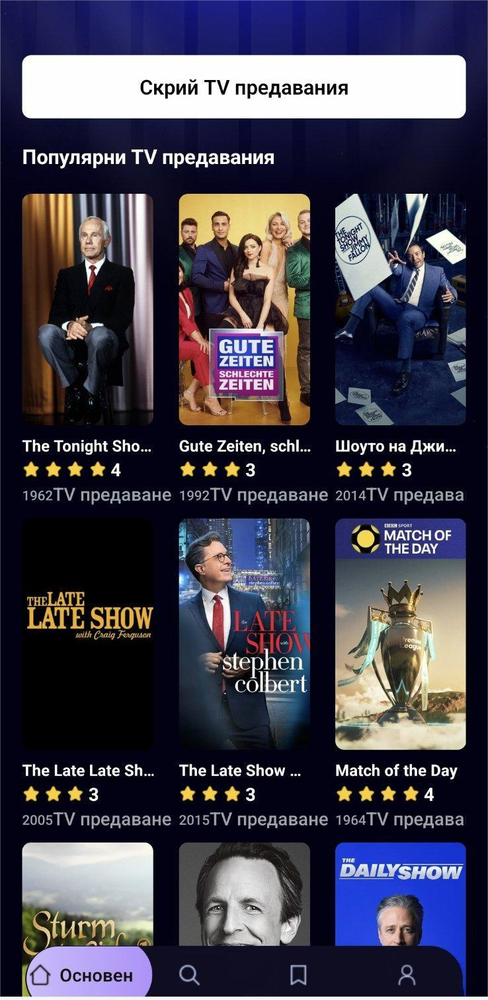 Скрий TV предавания
Популярни TV предавания
THE
TONIGHT
SHOW
JIMMY
FALLON
GUTE
ZEITEN
SCHLECHTE
ZEITEN
The Tonight Sho...
4
1962TV предаване
Gute Zeiten, schl...
3
1992TV предаване
Шоуто на Джи...
3
2014TV предава
THE LATE
LATE SHOW
with Craig Ferguson
the
LATE
SHOW
with
stephen
colbert
BBC SPORT
MATCH OF
THE DAY
Premier
League
The Late Late Sh...
3
2005TV предаване
The Late Show ...
3
2015TV предаване
Match of the Day
4
1964TV предава
Sturm
THE
DAILY SHOW
Основен